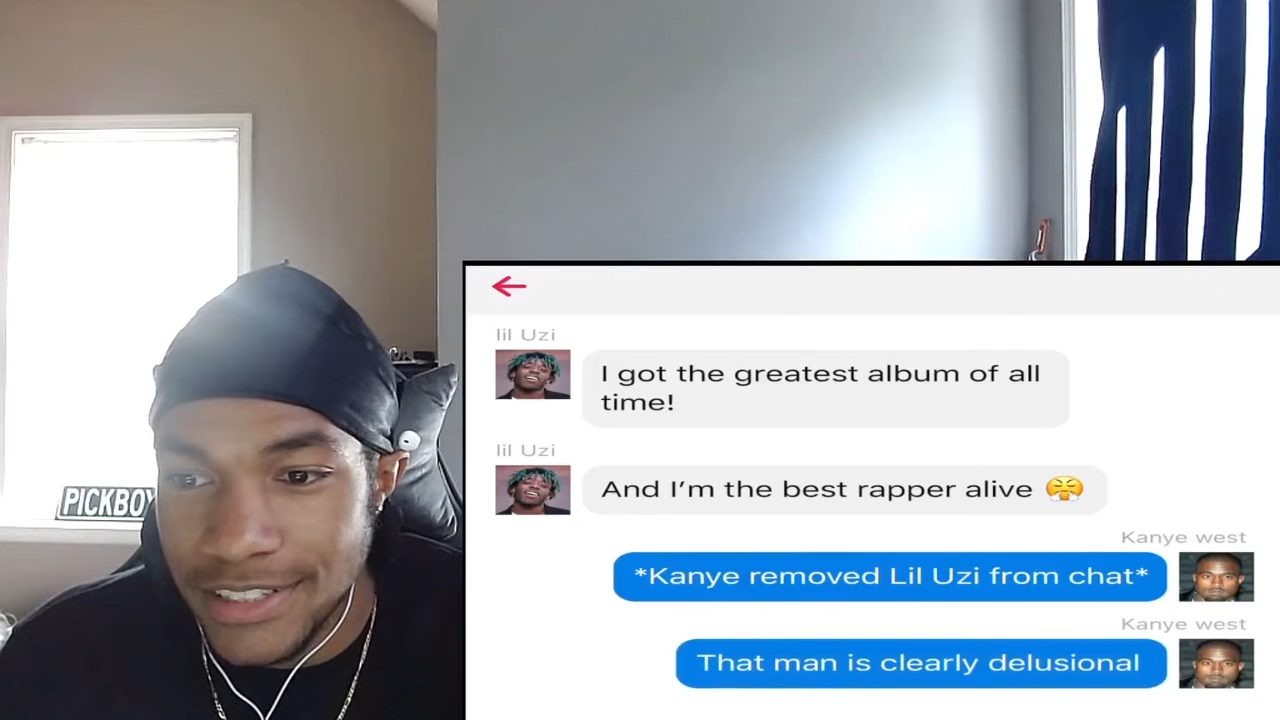 PICKBOY
lil Uzi
I got the greatest album of all
time!
lil Uzi
And I'm the best rapper alive 😤
Kanye west
*Kanye removed Lil Uzi from chat*
Kanye west
That man is clearly delusional